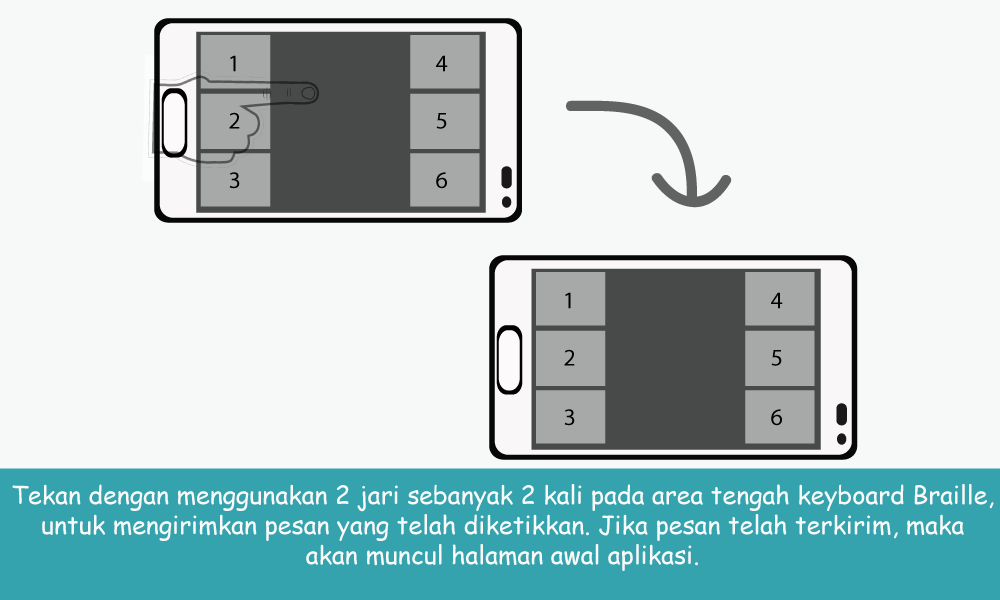 1 4
2 5
3 6
1 4
2 5
3 6
Tekan dengan menggunakan 2 jari sebanyak 2 kali pada area tengah keyboard Braille,
untuk mengirimkan pesan yang telah diketikkan. Jika pesan telah terkirim, maka
akan muncul halaman awal aplikasi.